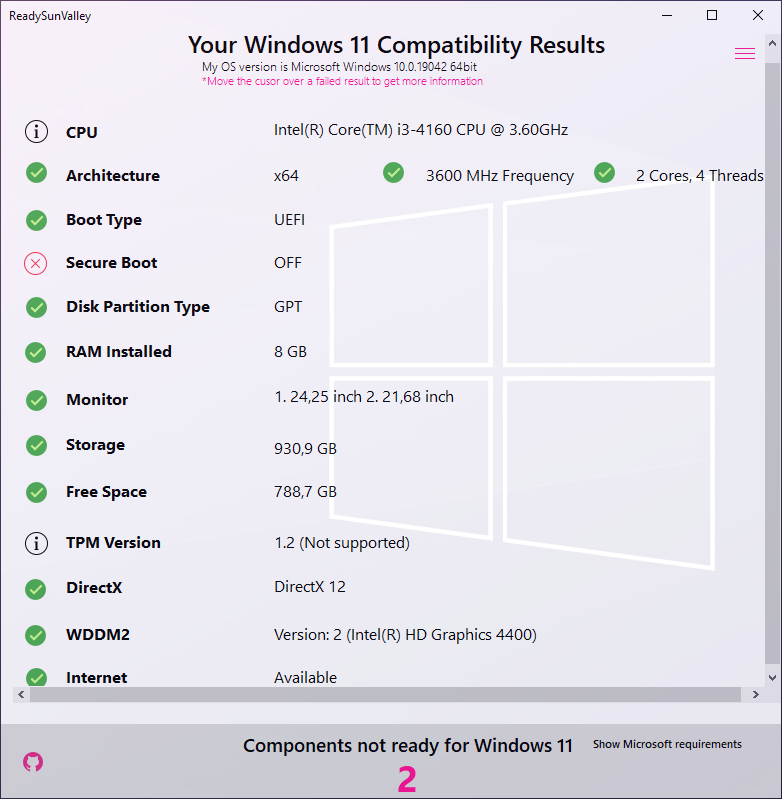 ReadySunValley
Your Windows 11 Compatibility Results
My OS version is Microsoft Windows 10.0.19042 64bit
*Move the cusor over a failed result to get more information
CPU Intel(R) Core(TM) i3-4160 CPU @ 3.60GHz
Architecture x64 3600 MHz Frequency 2 Cores, 4 Threads
Boot Type UEFI
Secure Boot OFF
Disk Partition Type GPT
RAM Installed 8 GB
Monitor 1. 24,25 inch 2. 21,68 inch
Storage 930,9 GB
Free Space 788,7 GB
TPM Version 1.2 (Not supported)
DirectX DirectX 12
WDDM2 Version: 2 (Intel(R) HD Graphics 4400)
Internet Available
Components not ready for Windows 11 Show Microsoft requirements
2